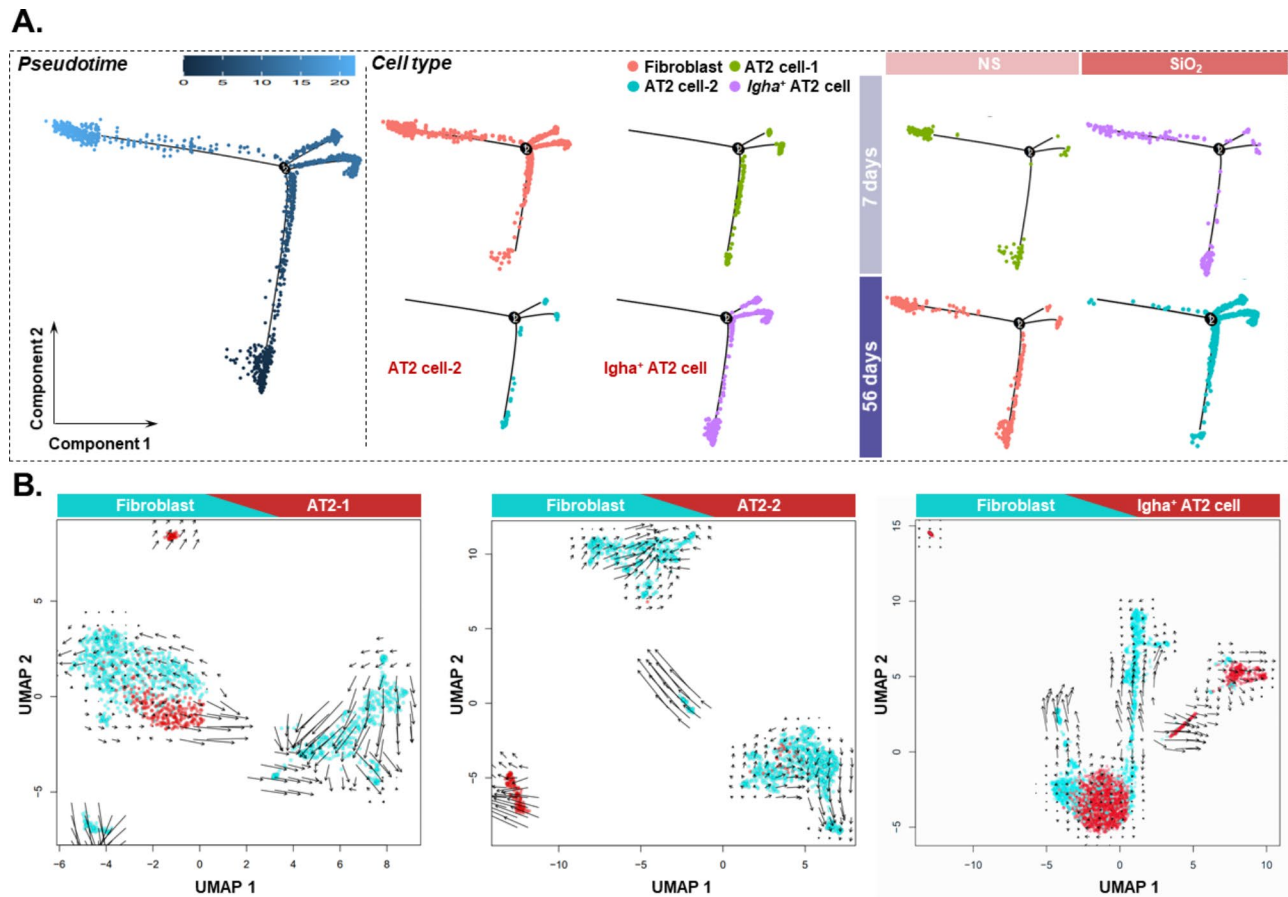 A.
Pseudotime
0 5 10 15 20
Component 2
Component 1
Cell type
Fibroblast AT2 cell-1
AT2 cell-2 Igha⁺ AT2 cell
AT2 cell-2
Igha⁺ AT2 cell
NS SiO₂
7 days
56 days
B.
Fibroblast AT2-1
5
0
−5
−6 −4 −2 0 2 4 6 8
UMAP 2
UMAP 1
Fibroblast AT2-2
10
5
0
−5
−10 −5 0 5
UMAP 2
UMAP 1
Fibroblast Igha⁺ AT2 cell
15
10
5
0
−5
−10 −5 0 5 10
UMAP 2
UMAP 1